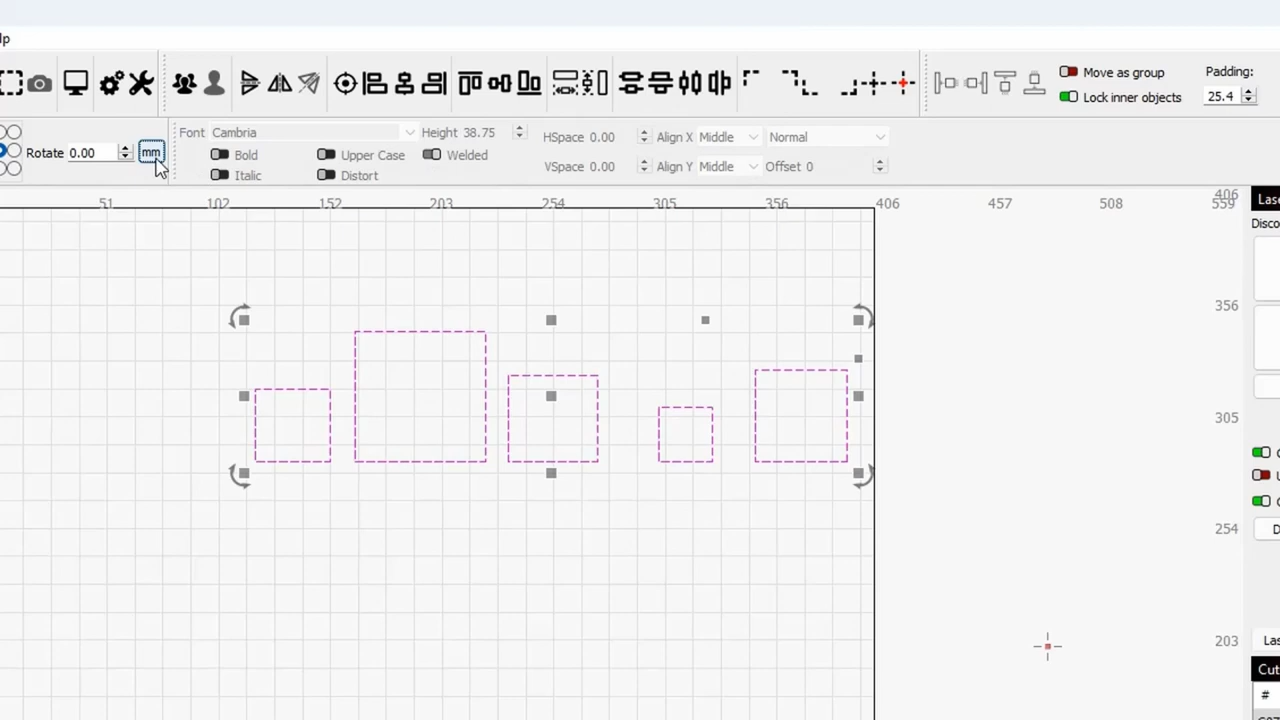 lp
Move as group
Lock inner objects
Padding:
25.4
Rotate 0.00
mm
Font Cambria
Height 38.75
Bold
Upper Case
Welded
Italic
Distort
HSpace 0.00
Align X Middle
Normal
VSpace 0.00
Align Y Middle
Offset 0
51 102 152 203 254 305 356 406 457 508 559
406
356
305
254
203
Lase
Disco
D
Las
Cut
#